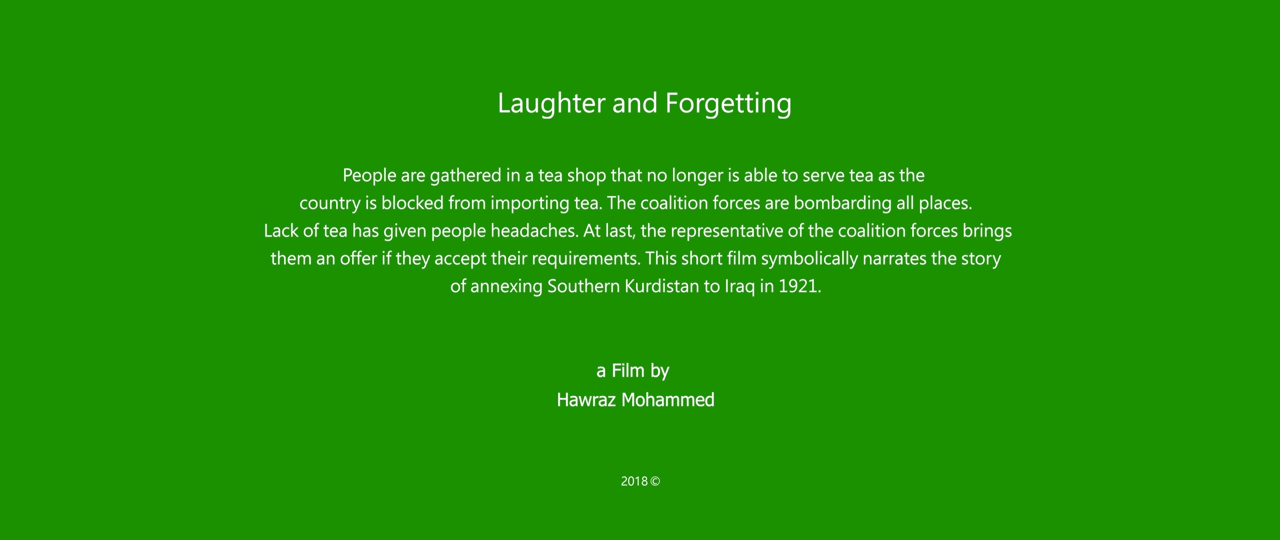 Laughter and Forgetting
People are gathered in a tea shop that no longer is able to serve tea as the
country is blocked from importing tea. The coalition forces are bombarding all places.
Lack of tea has given people headaches. At last, the representative of the coalition forces brings
them an offer if they accept their requirements. This short film symbolically narrates the story
of annexing Southern Kurdistan to Iraq in 1921.
a Film by
Hawraz Mohammed
2018 ©